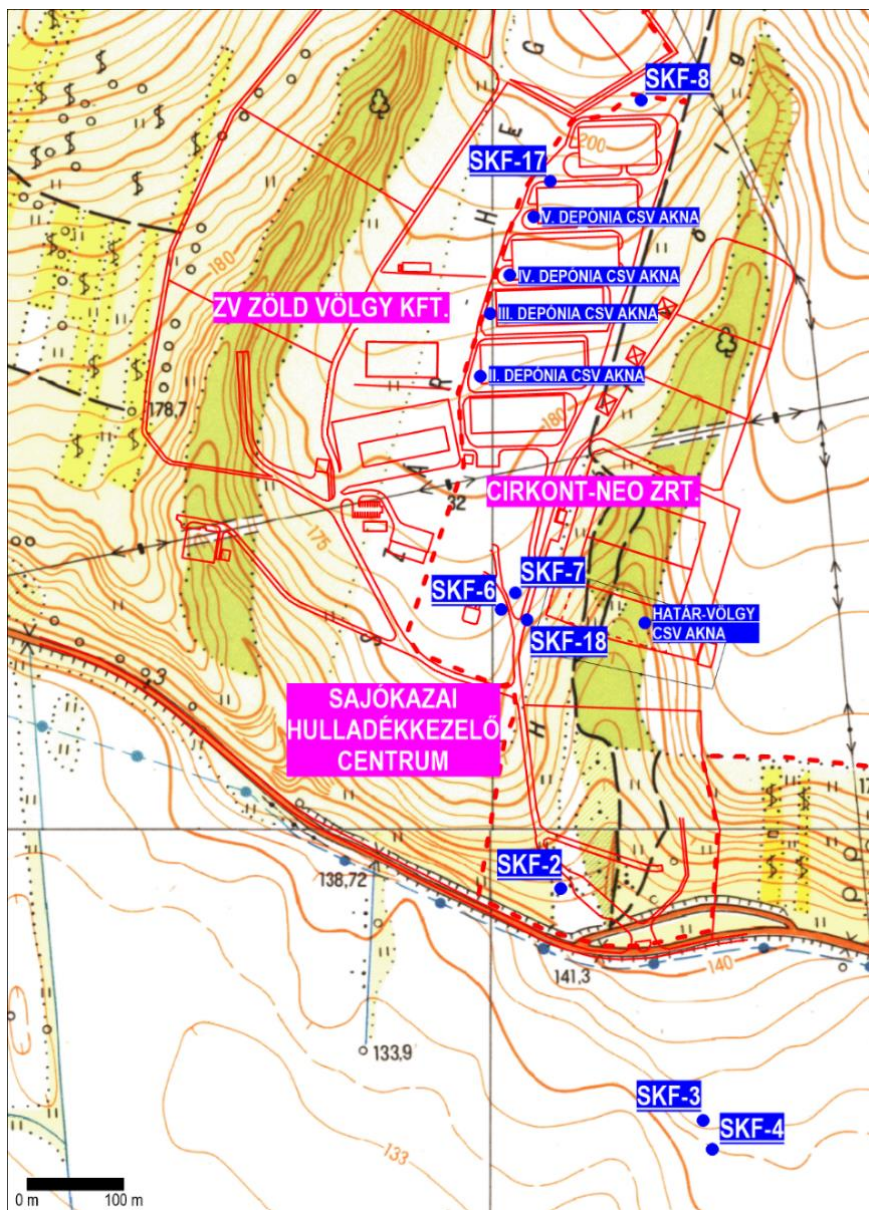 G
SKF-8
E
200
SKF-17
H
V. DEPÓNIA CSV AKNA
180
IV. DEPÓNIA CSV AKNA
ZV ZÖLD VÖLGY KFT.
III. DEPÓNIA CSV AKNA
R
II. DEPÓNIA CSV AKNA
178,7
180
A
32
CIRKONT-NEO ZRT.
175
Z
SKF-7
SKF-6
HATÁR-VÖLGY
CSV AKNA
SKF-18
S
SAJÓKAZAI
HULLADÉKKEZELŐ
CENTRUM
H
138,72
SKF-2
141,3
140
133,9
SKF-3
SKF-4
133
0 m 100 m